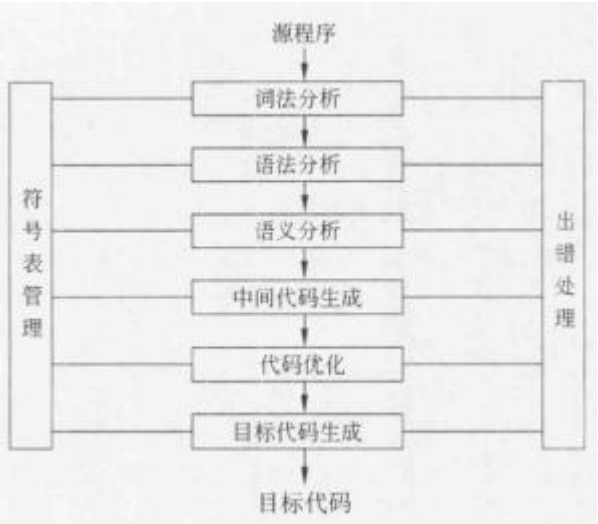 源程序
词法分析
语法分析
语义分析
中间代码生成
代码优化
目标代码生成
目标代码
符号表管理
出错处理